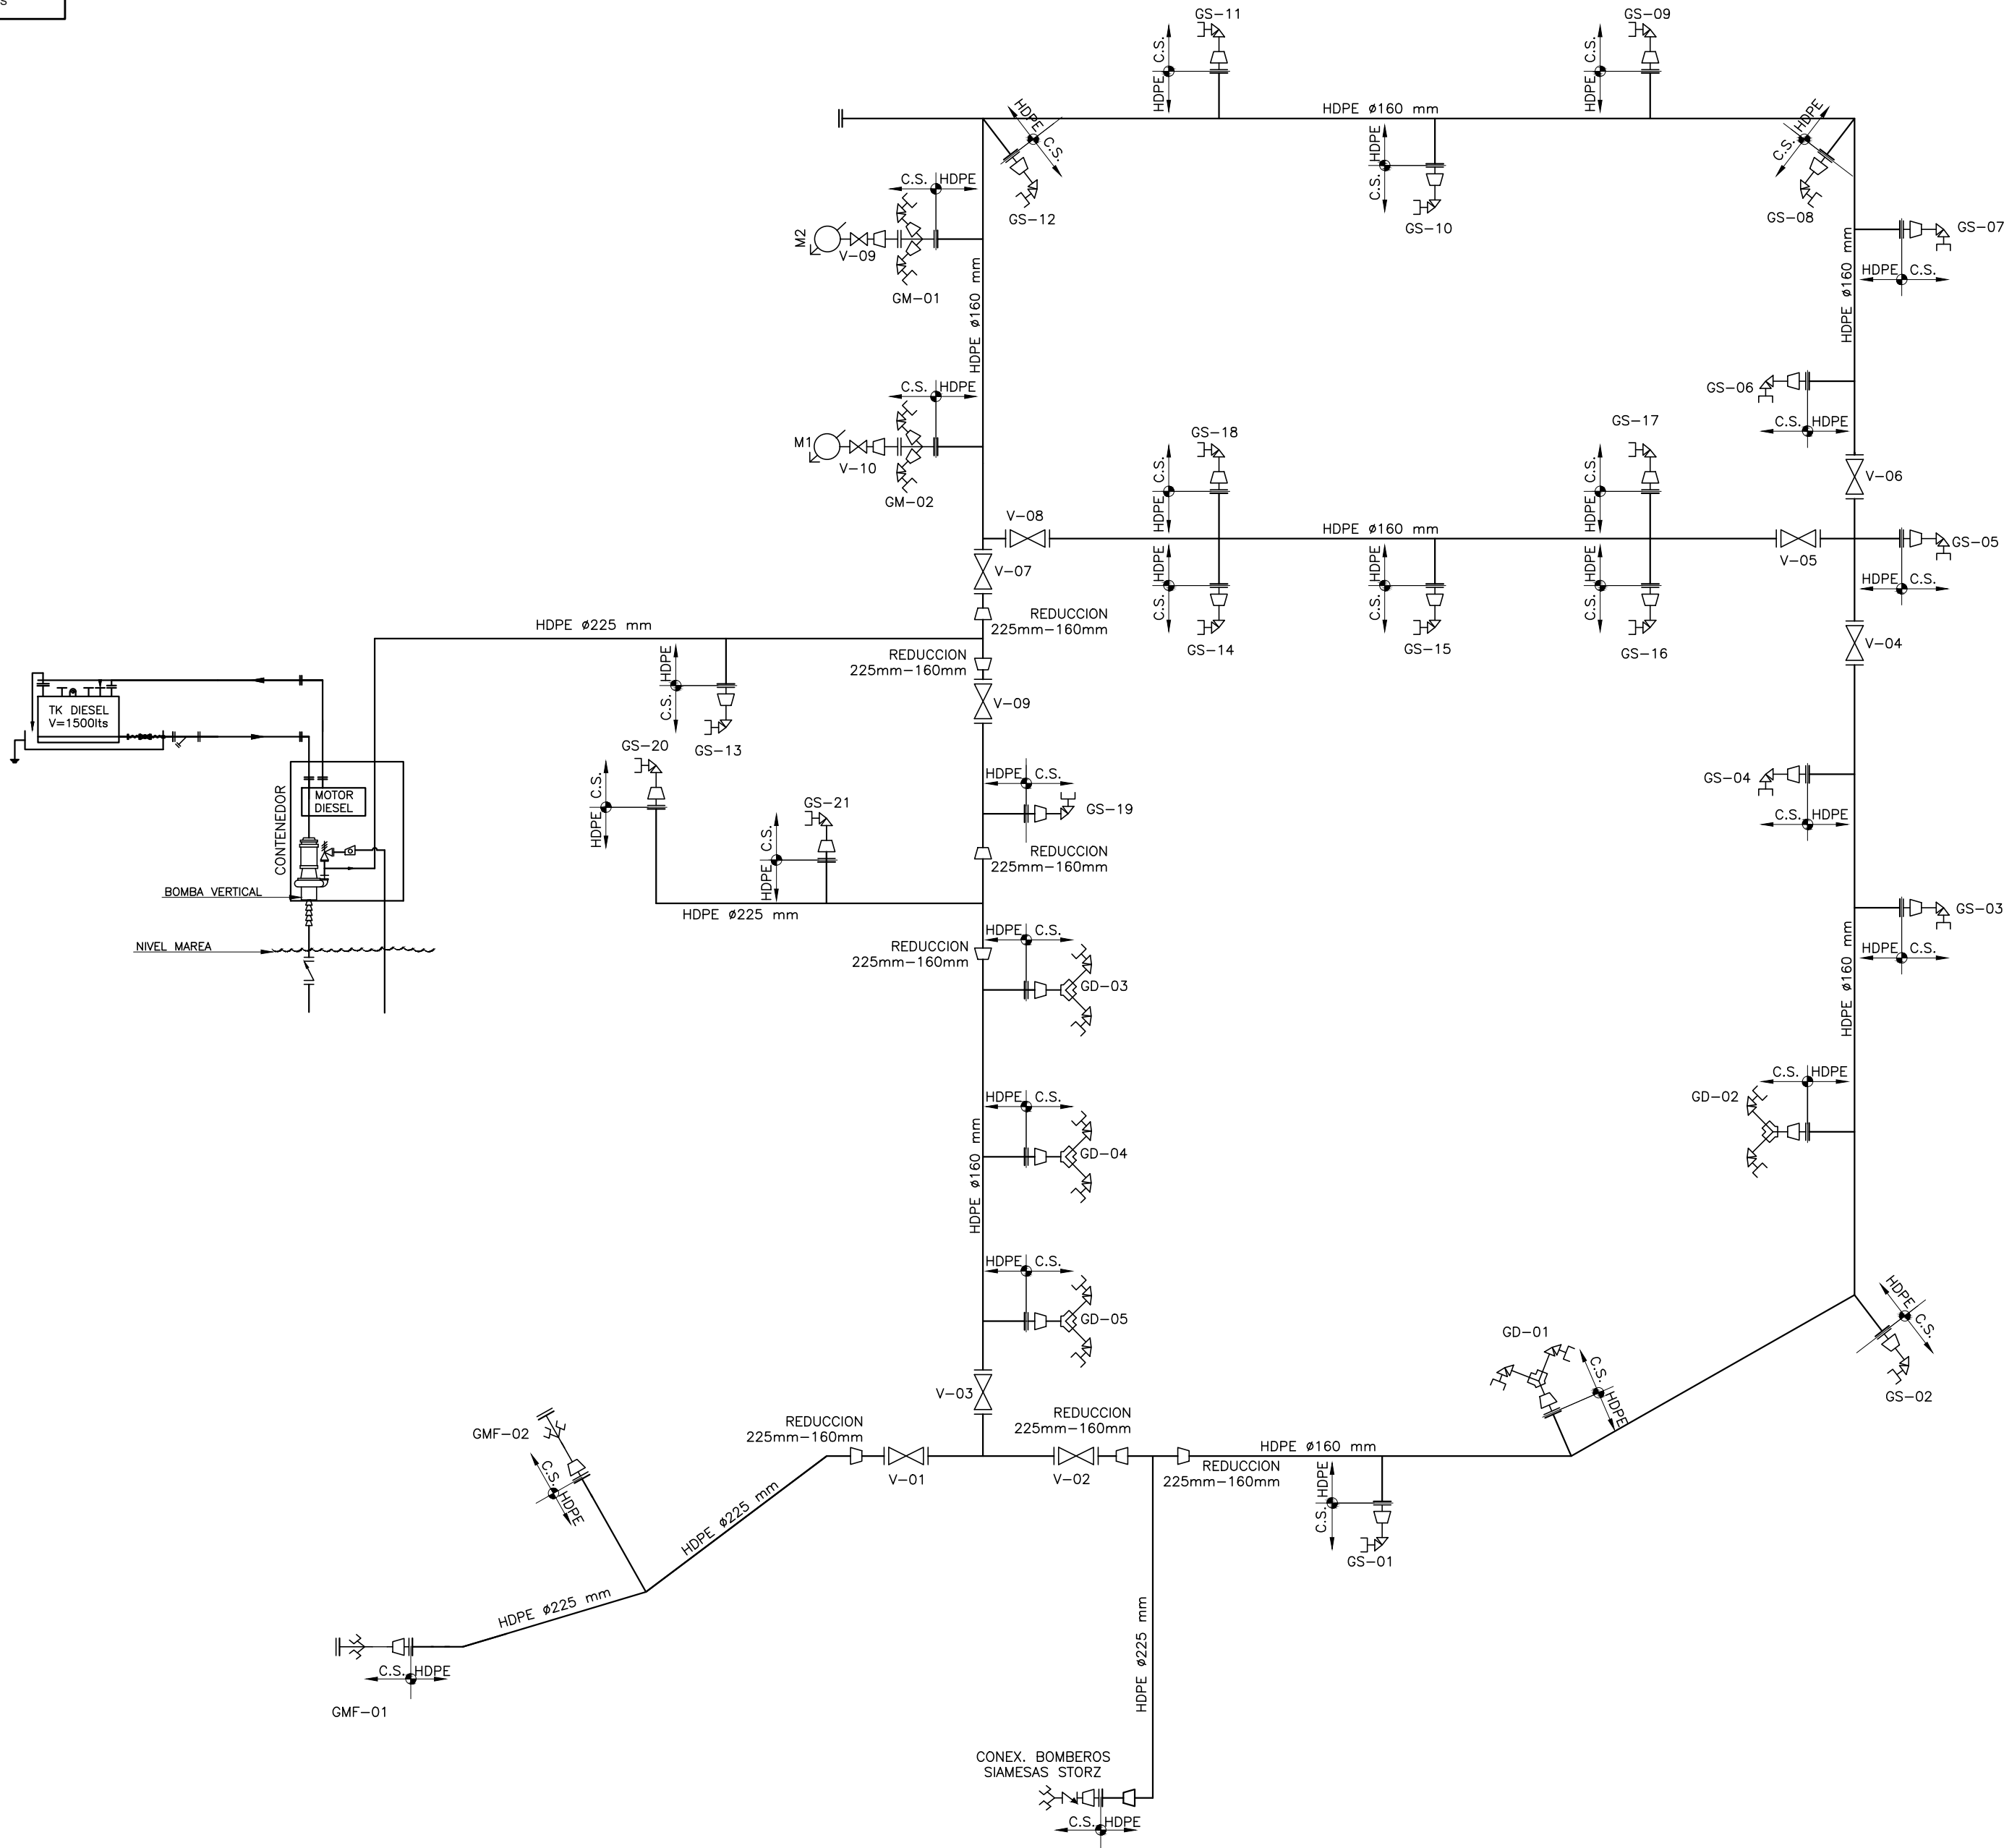 S
GS-11
GS-09
HDPE C.S.
HDPE C.S.
HDPE ø160 mm
HDPE C.S.
C.S. HDPE
C.S. HDPE
C.S. HDPE
GS-12
GS-10
GS-08
C.S. HDPE
M2
V-09
GM-01
HDPE ø160 mm
GS-07
HDPE C.S.
HDPE ø160 mm
C.S. HDPE
M1
V-10
GM-02
GS-06
C.S. HDPE
GS-18
GS-17
HDPE C.S.
HDPE C.S.
V-06
V-08
HDPE ø160 mm
V-05
GS-05
HDPE C.S.
V-07
C.S. HDPE
C.S. HDPE
C.S. HDPE
GS-14
GS-15
GS-16
REDUCCION
225mm-160mm
HDPE ø225 mm
V-04
REDUCCION
225mm-160mm
C.S. HDPE
GS-13
V-09
TK DIESEL
V=1500lts
GS-20
HDPE C.S.
GS-21
HDPE C.S.
HDPE C.S.
GS-19
GS-04
C.S. HDPE
CONTENEDOR
MOTOR
DIESEL
REDUCCION
225mm-160mm
BOMBA VERTICAL
HDPE ø225 mm
GS-03
HDPE C.S.
NIVEL MAREA
REDUCCION
225mm-160mm
HDPE C.S.
GD-03
HDPE ø160 mm
C.S. HDPE
GD-02
HDPE C.S.
GD-04
HDPE ø160 mm
HDPE C.S.
GD-05
HDPE C.S.
GS-02
GD-01
C.S. HDPE
V-03
REDUCCION
225mm-160mm
REDUCCION
225mm-160mm
GMF-02
C.S. HDPE
V-01
V-02
HDPE ø160 mm
REDUCCION
225mm-160mm
C.S. HDPE
GS-01
HDPE ø225 mm
HDPE ø225 mm
C.S. HDPE
GMF-01
HDPE ø225 mm
CONEX. BOMBEROS
SIAMESAS STORZ
C.S. HDPE